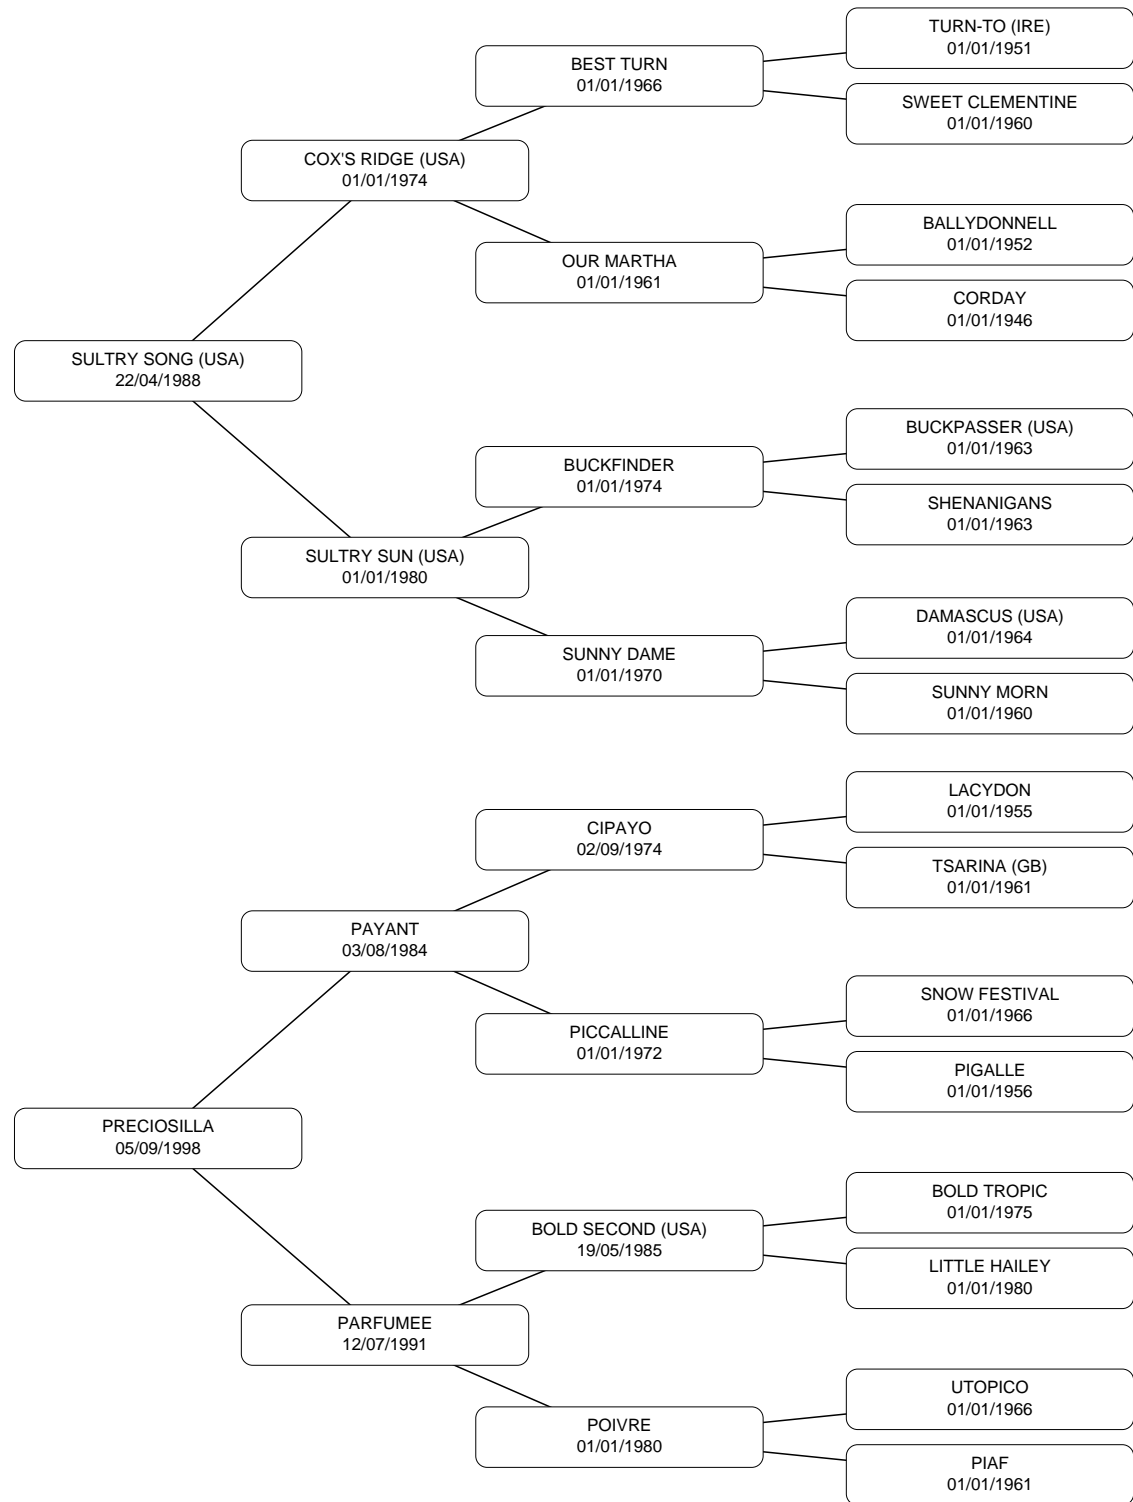 TURN-TO (IRE)
01/01/1951
BEST TURN
01/01/1966
SWEET CLEMENTINE
01/01/1960
COX'S RIDGE (USA)
01/01/1974
BALLYDONNELL
01/01/1952
OUR MARTHA
01/01/1961
CORDAY
01/01/1946
SULTRY SONG (USA)
22/04/1988
BUCKPASSER (USA)
01/01/1963
BUCKFINDER
01/01/1974
SHENANIGANS
01/01/1963
SULTRY SUN (USA)
01/01/1980
DAMASCUS (USA)
01/01/1964
SUNNY DAME
01/01/1970
SUNNY MORN
01/01/1960
LACYDON
01/01/1955
CIPAYO
02/09/1974
TSARINA (GB)
01/01/1961
PAYANT
03/08/1984
SNOW FESTIVAL
01/01/1966
PICCALLINE
01/01/1972
PIGALLE
01/01/1956
PRECIOSILLA
05/09/1998
BOLD TROPIC
01/01/1975
BOLD SECOND (USA)
19/05/1985
LITTLE HAILEY
01/01/1980
PARFUMEE
12/07/1991
UTOPICO
01/01/1966
POIVRE
01/01/1980
PIAF
01/01/1961